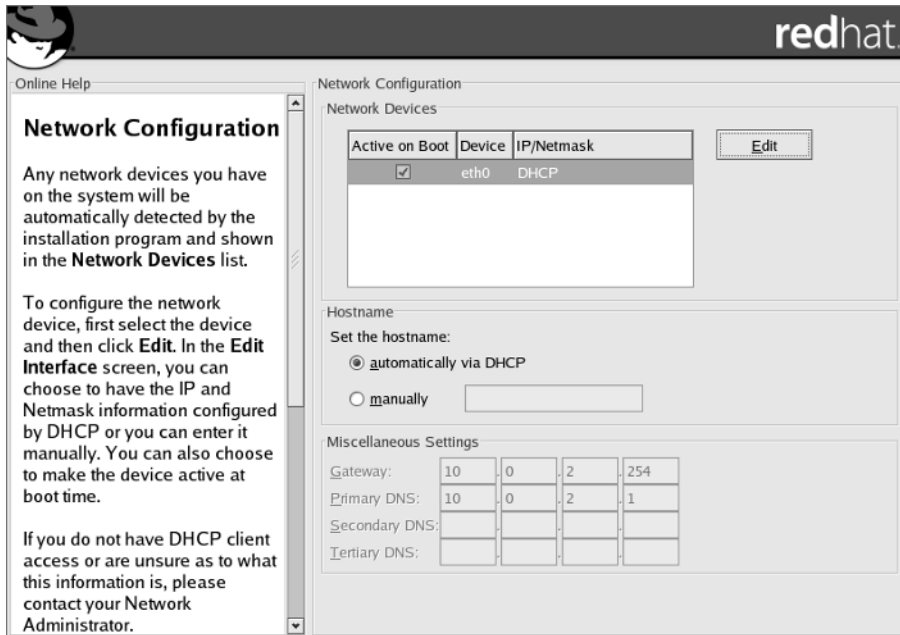 redhat.
Online Help
Network Configuration
Any network devices you have
on the system will be
automatically detected by the
installation program and shown
in the Network Devices list.
To configure the network
device, first select the device
and then click Edit. In the Edit
Interface screen, you can
choose to have the IP and
Netmask information configured
by DHCP or you can enter it
manually. You can also choose
to make the device active at
boot time.
If you do not have DHCP client
access or are unsure as to what
this information is, please
contact your Network
Administrator.
Network Configuration
Network Devices
Active on Boot Device IP/Netmask
eth0 DHCP
Edit
Hostname
Set the hostname:
automatically via DHCP
manually
Miscellaneous Settings
Gateway: 10 . 0 . 2 . 254
Primary DNS: 10 . 0 . 2 . 1
Secondary DNS: . . .
Tertiary DNS: . . .